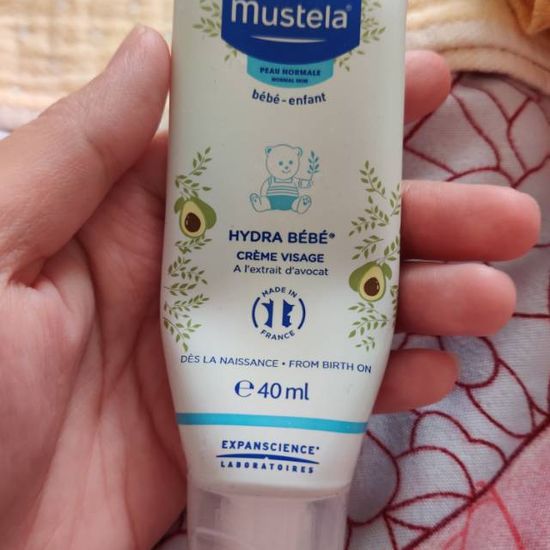 mustela®
PEAU NORMALE
NORMAL SKIN
bébé-enfant
HYDRA BÉBÉ®
CRÈME VISAGE
A l'extrait d'avocat
MADE IN
FRANCE
DÈS LA NAISSANCE • FROM BIRTH ON
℮ 40 ml
EXPANSCIENCE®
LABORATOIRES